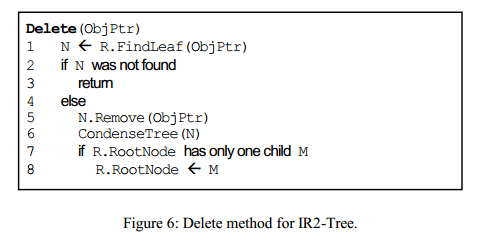 Delete(ObjPtr)
1 N ← R.FindLeaf(ObjPtr)
2 if N was not found
3 return
4 else
5 N.Remove(ObjPtr)
6 CondenseTree(N)
7 if R.RootNode has only one child M
8 R.RootNode ← M
Figure 6: Delete method for IR2-Tree.